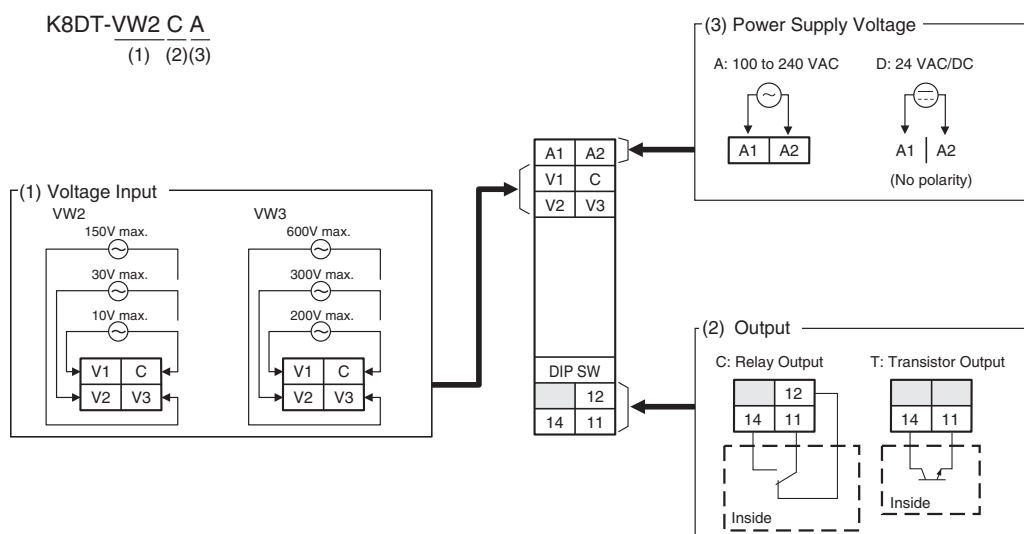 K8DT-VW2 C A
(1) (2)(3)
(3) Power Supply Voltage
A: 100 to 240 VAC
D: 24 VAC/DC
A1 A2
A1 A2
(No polarity)
A1 A2
V1 C
V2 V3
DIP SW
12
14 11
(1) Voltage Input
VW2
150V max.
30V max.
10V max.
V1 C
V2 V3
VW3
600V max.
300V max.
200V max.
V1 C
V2 V3
(2) Output
C: Relay Output
12
14 11
Inside
T: Transistor Output
14 11
Inside